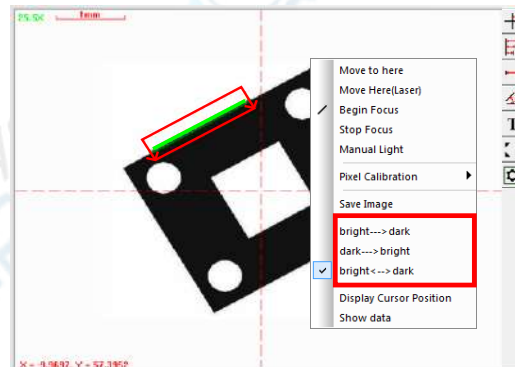 25.5X 1mm
Move to here
Move Here(Laser)
Begin Focus
Stop Focus
Manual Light
Pixel Calibration
Save Image
bright--->dark
dark--->bright
bright<-->dark
Display Cursor Position
Show data